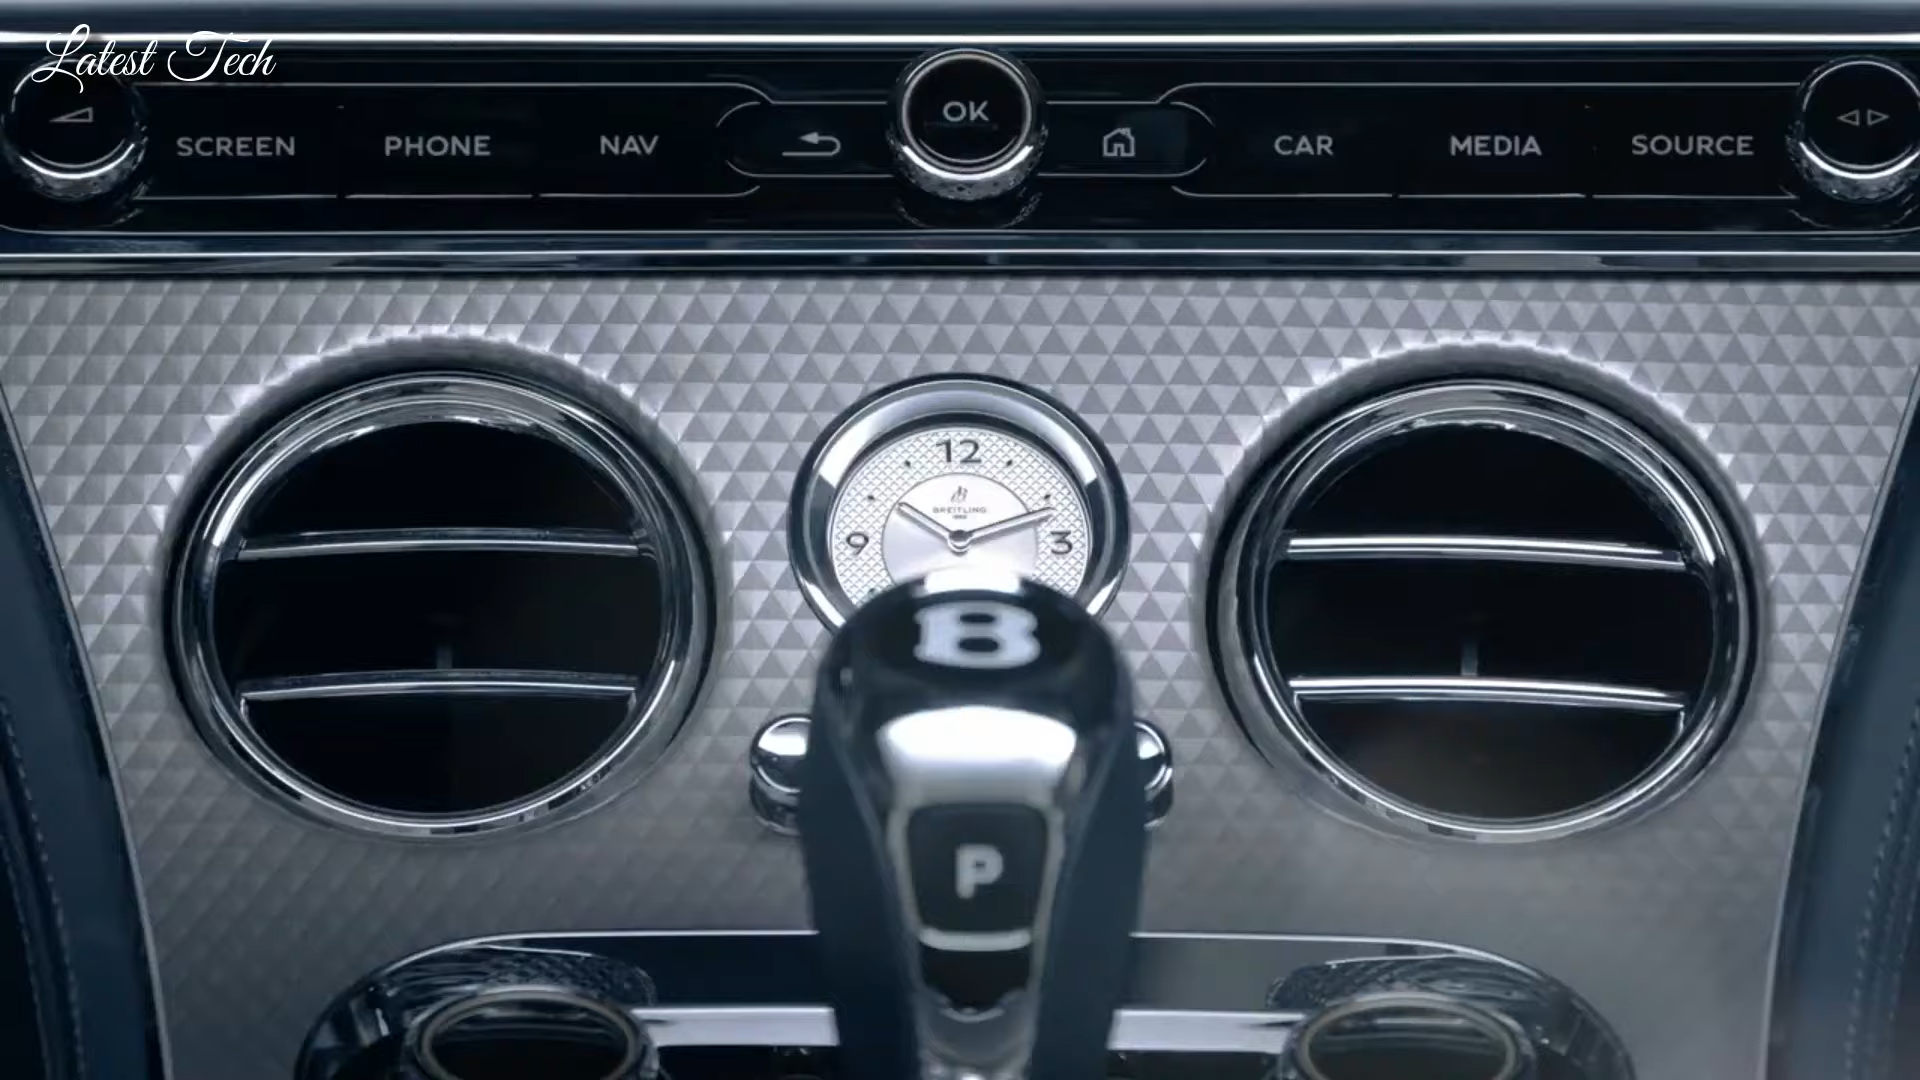 Latest Tech
SCREEN
PHONE
NAV
OK
CAR
MEDIA
SOURCE
12
BREITLING
9
3
B
P